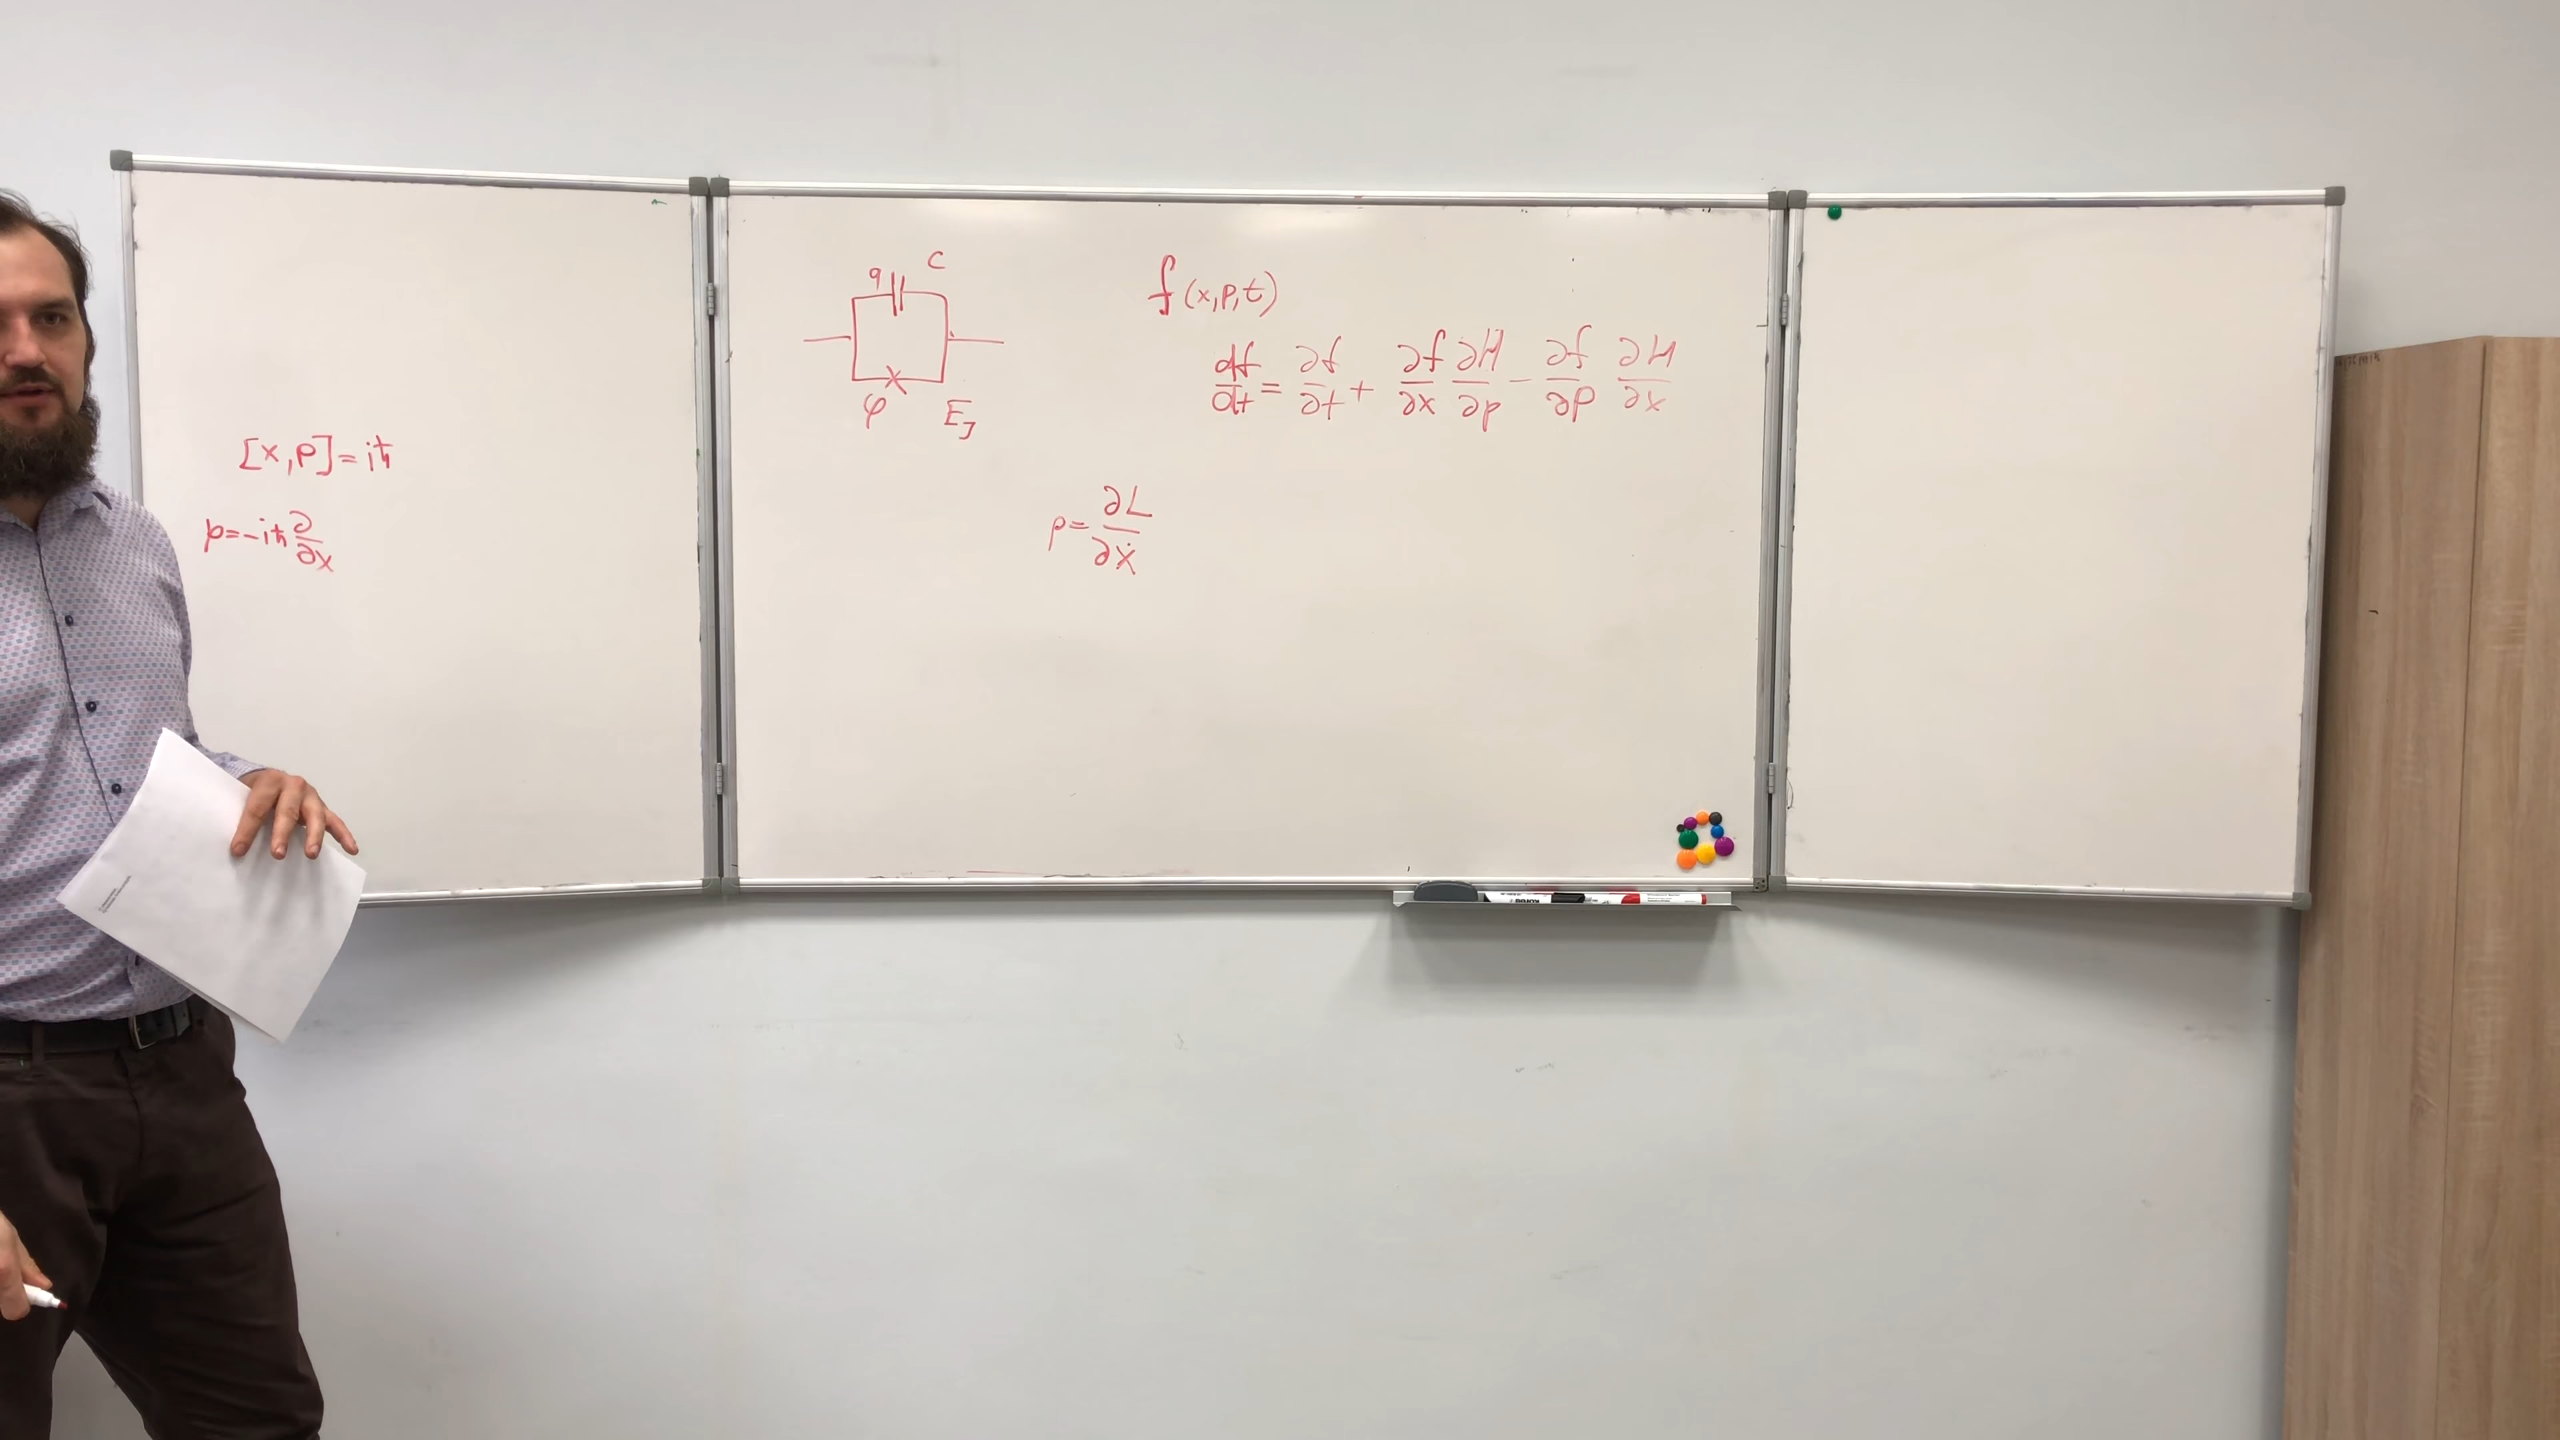 [x,p]=iħ
p=-iħ ∂/∂x
q C
φ E_J
f(x,p,t)
df/dt = ∂f/∂t + ∂f/∂x ∂H/∂p - ∂f/∂p ∂H/∂x
p= ∂L/∂ẋ